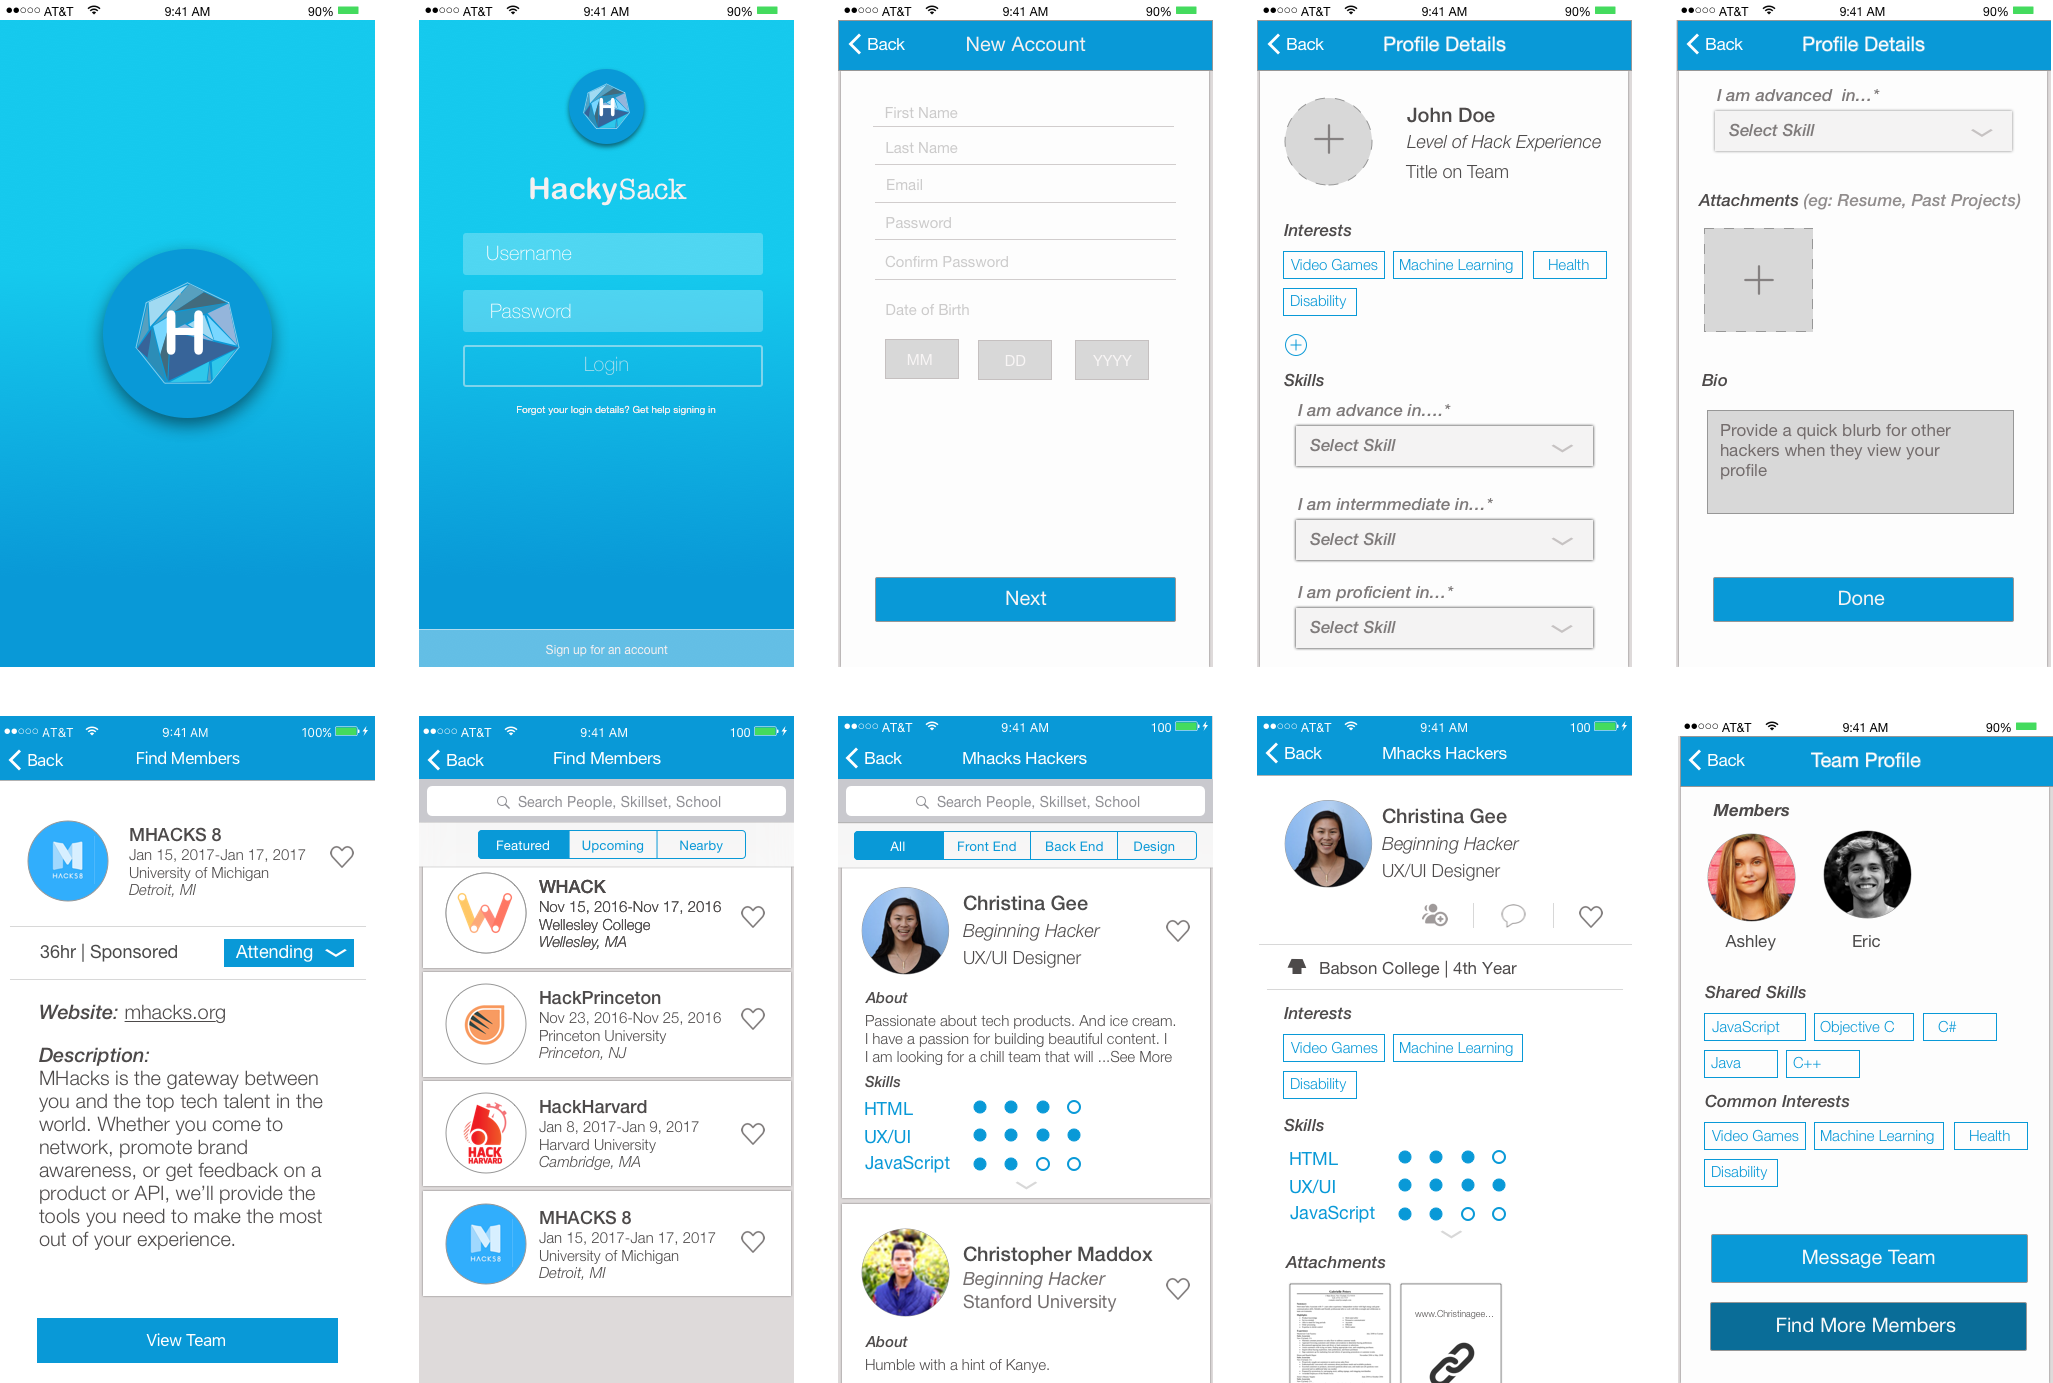 AT&T 9:41 AM 90%
H
AT&T 9:41 AM 90%
H
HackySack
Username
Password
Login
Forgot your login details? Get help signing in
Sign up for an account
AT&T 9:41 AM 90%
Back New Account
First Name
Last Name
Email
Password
Confirm Password
Date of Birth
MM DD YYYY
Next
AT&T 9:41 AM 90%
Back Profile Details
John Doe
Level of Hack Experience
Title on Team
Interests
Video Games Machine Learning Health
Disability
Skills
I am advance in....*
Select Skill
I am intermmediate in...*
Select Skill
I am proficient in...*
Select Skill
AT&T 9:41 AM 90%
Back Profile Details
I am advanced  in...*
Select Skill
Attachments (eg: Resume, Past Projects)
Bio
Provide a quick blurb for other
hackers when they view your
profile
Done
AT&T 9:41 AM 100%
Back Find Members
M
HACKS8
MHACKS 8
Jan 15, 2017-Jan 17, 2017
University of Michigan
Detroit, MI
36hr | Sponsored Attending
Website: mhacks.org
Description:
MHacks is the gateway between
you and the top tech talent in the
world. Whether you come to
network, promote brand
awareness, or get feedback on a
product or API, we'll provide the
tools you need to make the most
out of your experience.
View Team
AT&T 9:41 AM 100
Back Find Members
Search People, Skillset, School
Featured Upcoming Nearby
W
WHACK
Nov 15, 2016-Nov 17, 2016
Wellesley College
Wellesley, MA
HackPrinceton
Nov 23, 2016-Nov 25, 2016
Princeton University
Princeton, NJ
HACK
HARVARD
HackHarvard
Jan 8, 2017-Jan 9, 2017
Harvard University
Cambridge, MA
M
HACKS8
MHACKS 8
Jan 15, 2017-Jan 17, 2017
University of Michigan
Detroit, MI
AT&T 9:41 AM 100
Back Mhacks Hackers
Search People, Skillset, School
All Front End Back End Design
Christina Gee
Beginning Hacker
UX/UI Designer
About
Passionate about tech products. And ice cream.
I have a passion for building beautiful content. I
I am looking for a chill team that will ...See More
Skills
HTML
UX/UI
JavaScript
Christopher Maddox
Beginning Hacker
Stanford University
About
Humble with a hint of Kanye.
AT&T 9:41 AM 100
Back Mhacks Hackers
Christina Gee
Beginning Hacker
UX/UI Designer
Babson College | 4th Year
Interests
Video Games Machine Learning
Disability
Skills
HTML
UX/UI
JavaScript
Attachments
www.Christinagee...
AT&T 9:41 AM 90%
Back Team Profile
Members
Ashley Eric
Shared Skills
JavaScript Objective C C#
Java C++
Common Interests
Video Games Machine Learning Health
Disability
Message Team
Find More Members